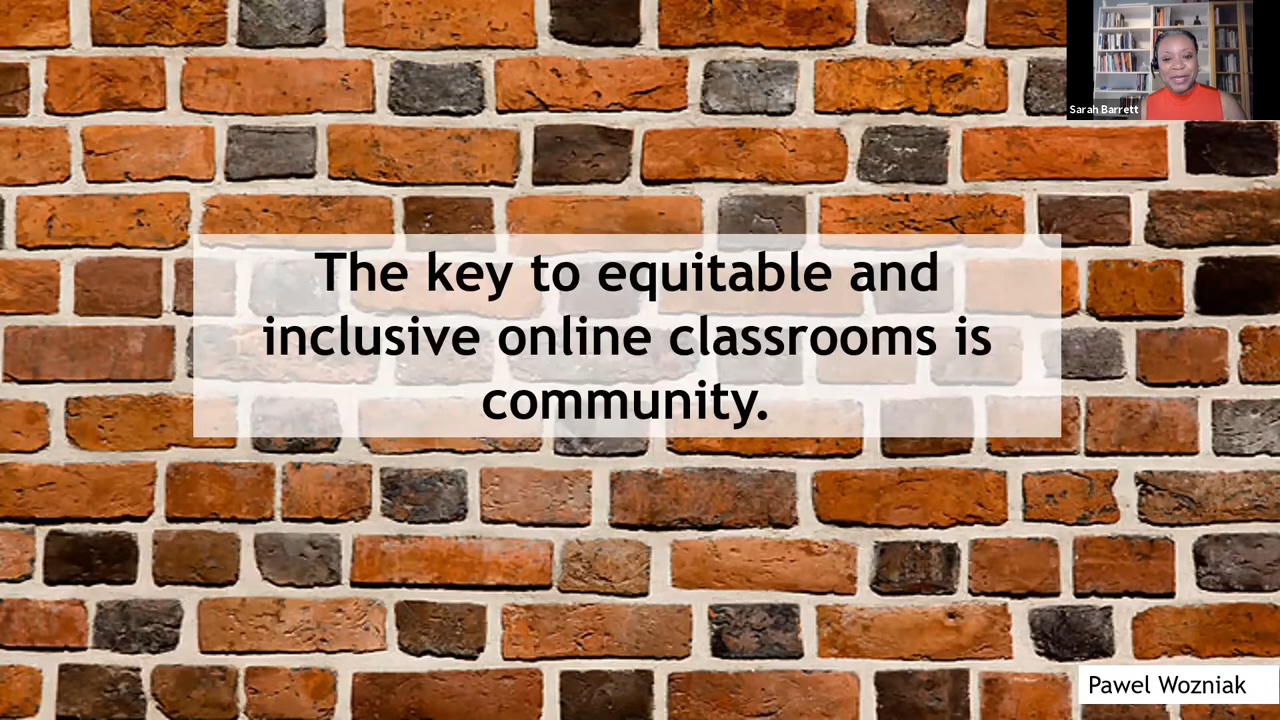 Sarah Barrett
The key to equitable and
inclusive online classrooms is
community.
Pawel Wozniak